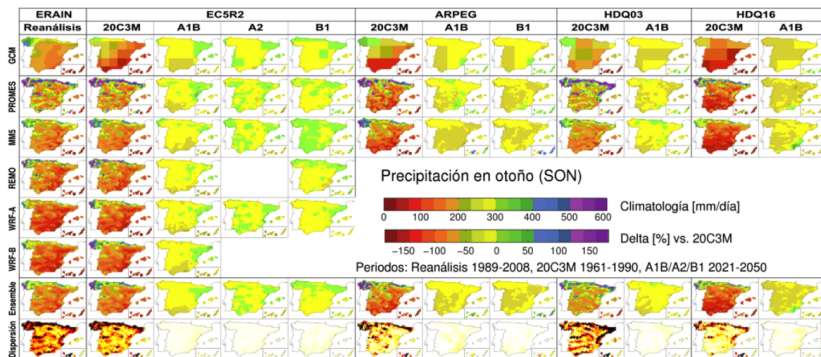 ERAIN EC5R2 ARPEG HDQ03 HDQ16
Reanálisis 20C3M A1B A2 B1 20C3M A1B B1 20C3M A1B 20C3M A1B
GCM
PROMES
MM5
REMO
Precipitación en otoño (SON)
WRF-A
Climatología [mm/día]
0 100 200 300 400 500 600
Delta [%] vs. 20C3M
−150 −100 −50 0 50 100 150
WRF-B
Periodos: Reanálisis 1989-2008, 20C3M 1961-1990, A1B/A2/B1 2021-2050
Ensemble
Dispersión